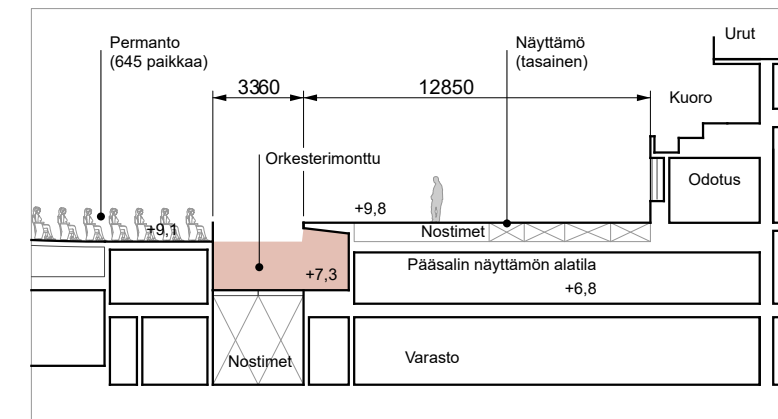 Permanto
(645 paikkaa)
Näyttämö
(tasainen)
Urut
3360
12850
Kuoro
Orkesterimonttu
Odotus
+9,8
+9,1
Nostimet
+7,3
Pääsalin näyttämön alatila
+6,8
Nostimet
Varasto